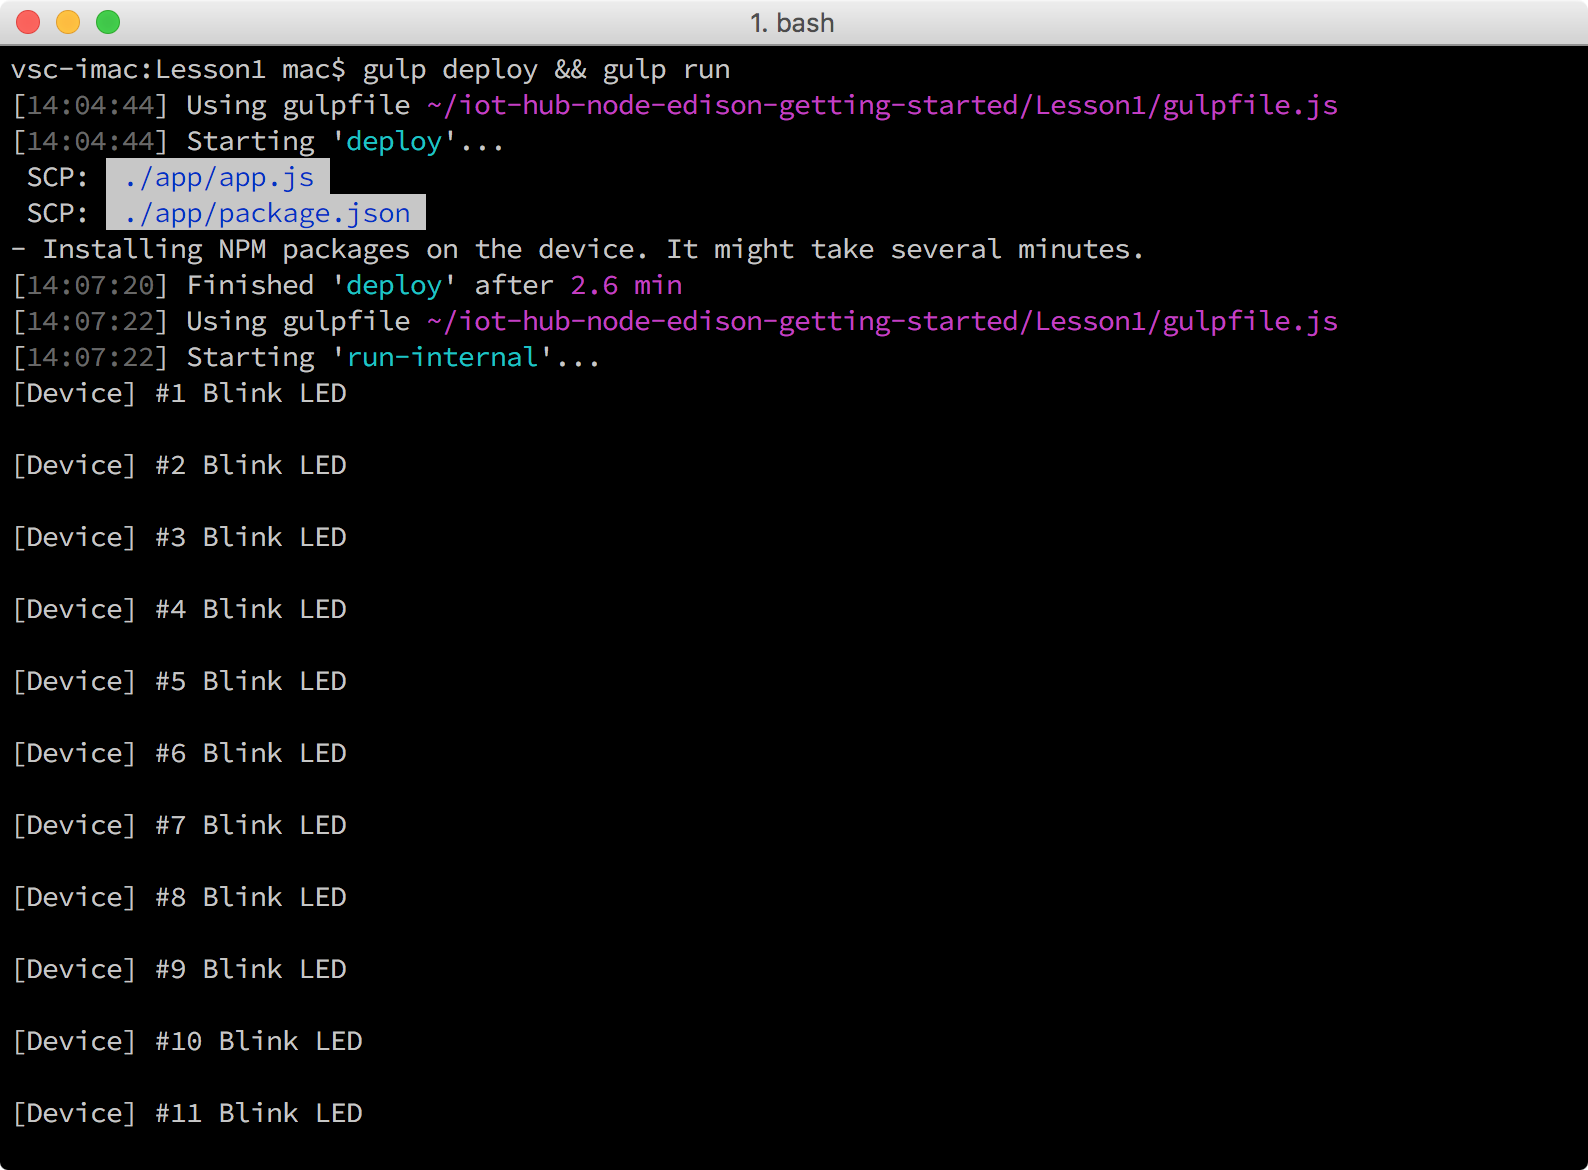 1. bash
vsc-imac:Lesson1 mac$ gulp deploy && gulp run
[14:04:44] Using gulpfile ~/iot-hub-node-edison-getting-started/Lesson1/gulpfile.js
[14:04:44] Starting 'deploy'...
SCP: ./app/app.js
SCP: ./app/package.json
- Installing NPM packages on the device. It might take several minutes.
[14:07:20] Finished 'deploy' after 2.6 min
[14:07:22] Using gulpfile ~/iot-hub-node-edison-getting-started/Lesson1/gulpfile.js
[14:07:22] Starting 'run-internal'...
[Device] #1 Blink LED
[Device] #2 Blink LED
[Device] #3 Blink LED
[Device] #4 Blink LED
[Device] #5 Blink LED
[Device] #6 Blink LED
[Device] #7 Blink LED
[Device] #8 Blink LED
[Device] #9 Blink LED
[Device] #10 Blink LED
[Device] #11 Blink LED